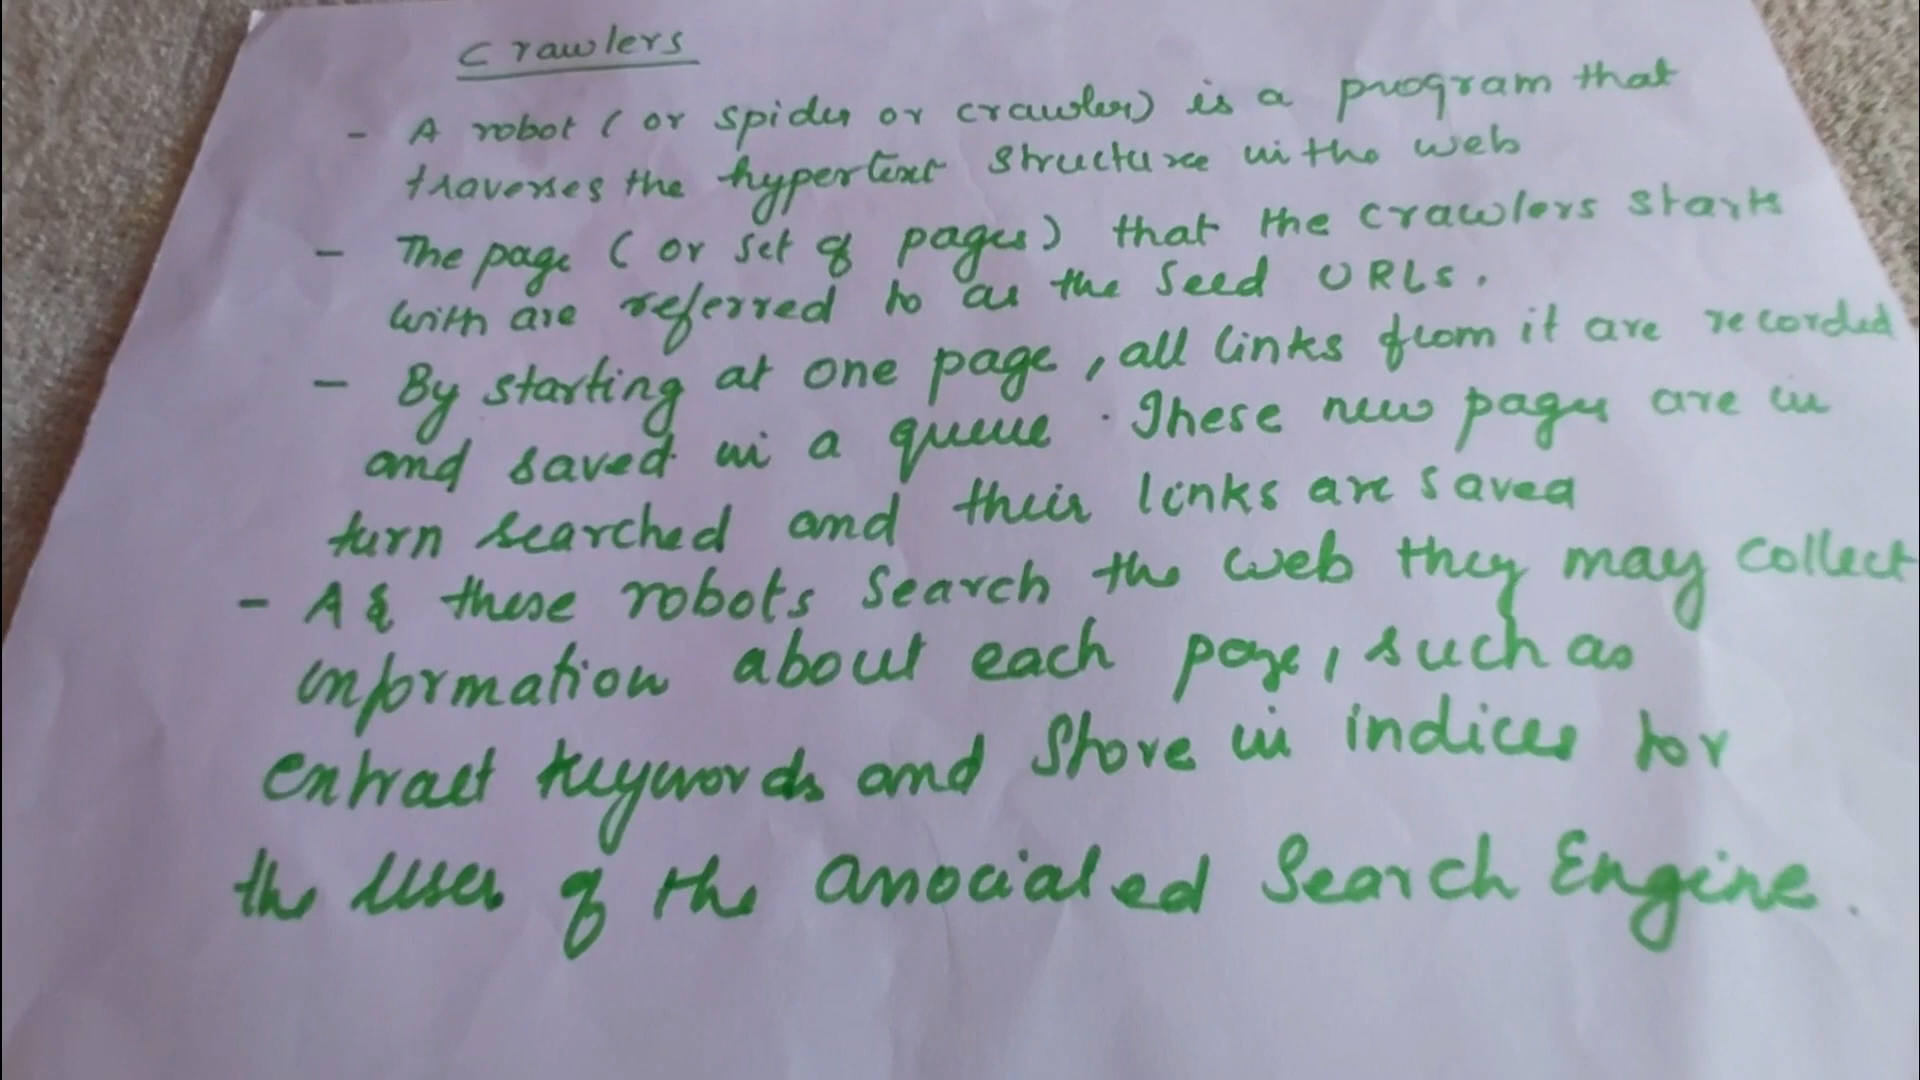 Crawlers
- A robot (or spider or crawler) is a program that
traverses the hypertext structure in the web
- The page (or set of pages) that the crawlers starts
with are referred to as the Seed URLs.
- By starting at one page, all links from it are recorded
and saved in a queue. These new pages are in
turn searched and their links are saved
- As these robots search the web they may collect
information about each page, such as
extract keywords and store in indices for
the user of the associated Search Engine.